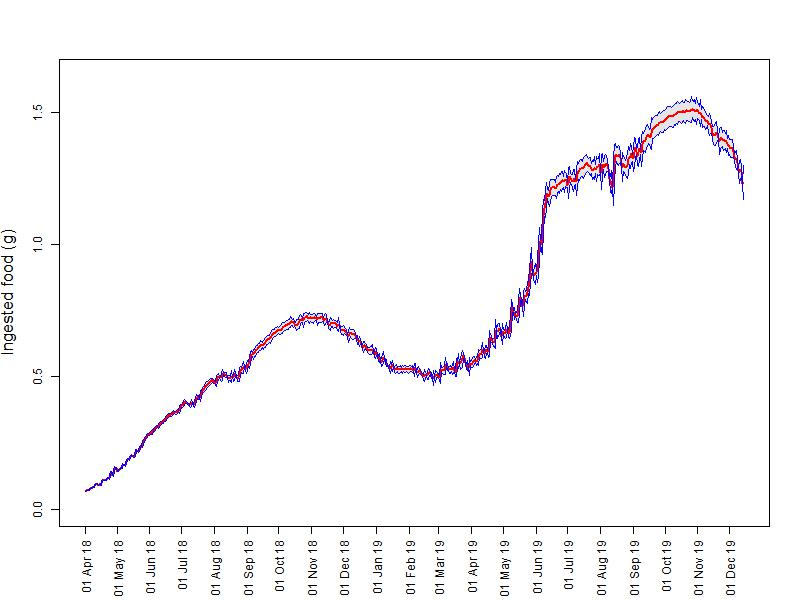 Ingested food (g)
1.5
1.0
0.5
0.0
01 Apr 18
01 May 18
01 Jun 18
01 Jul 18
01 Aug 18
01 Sep 18
01 Oct 18
01 Nov 18
01 Dec 18
01 Jan 19
01 Feb 19
01 Mar 19
01 Apr 19
01 May 19
01 Jun 19
01 Jul 19
01 Aug 19
01 Sep 19
01 Oct 19
01 Nov 19
01 Dec 19